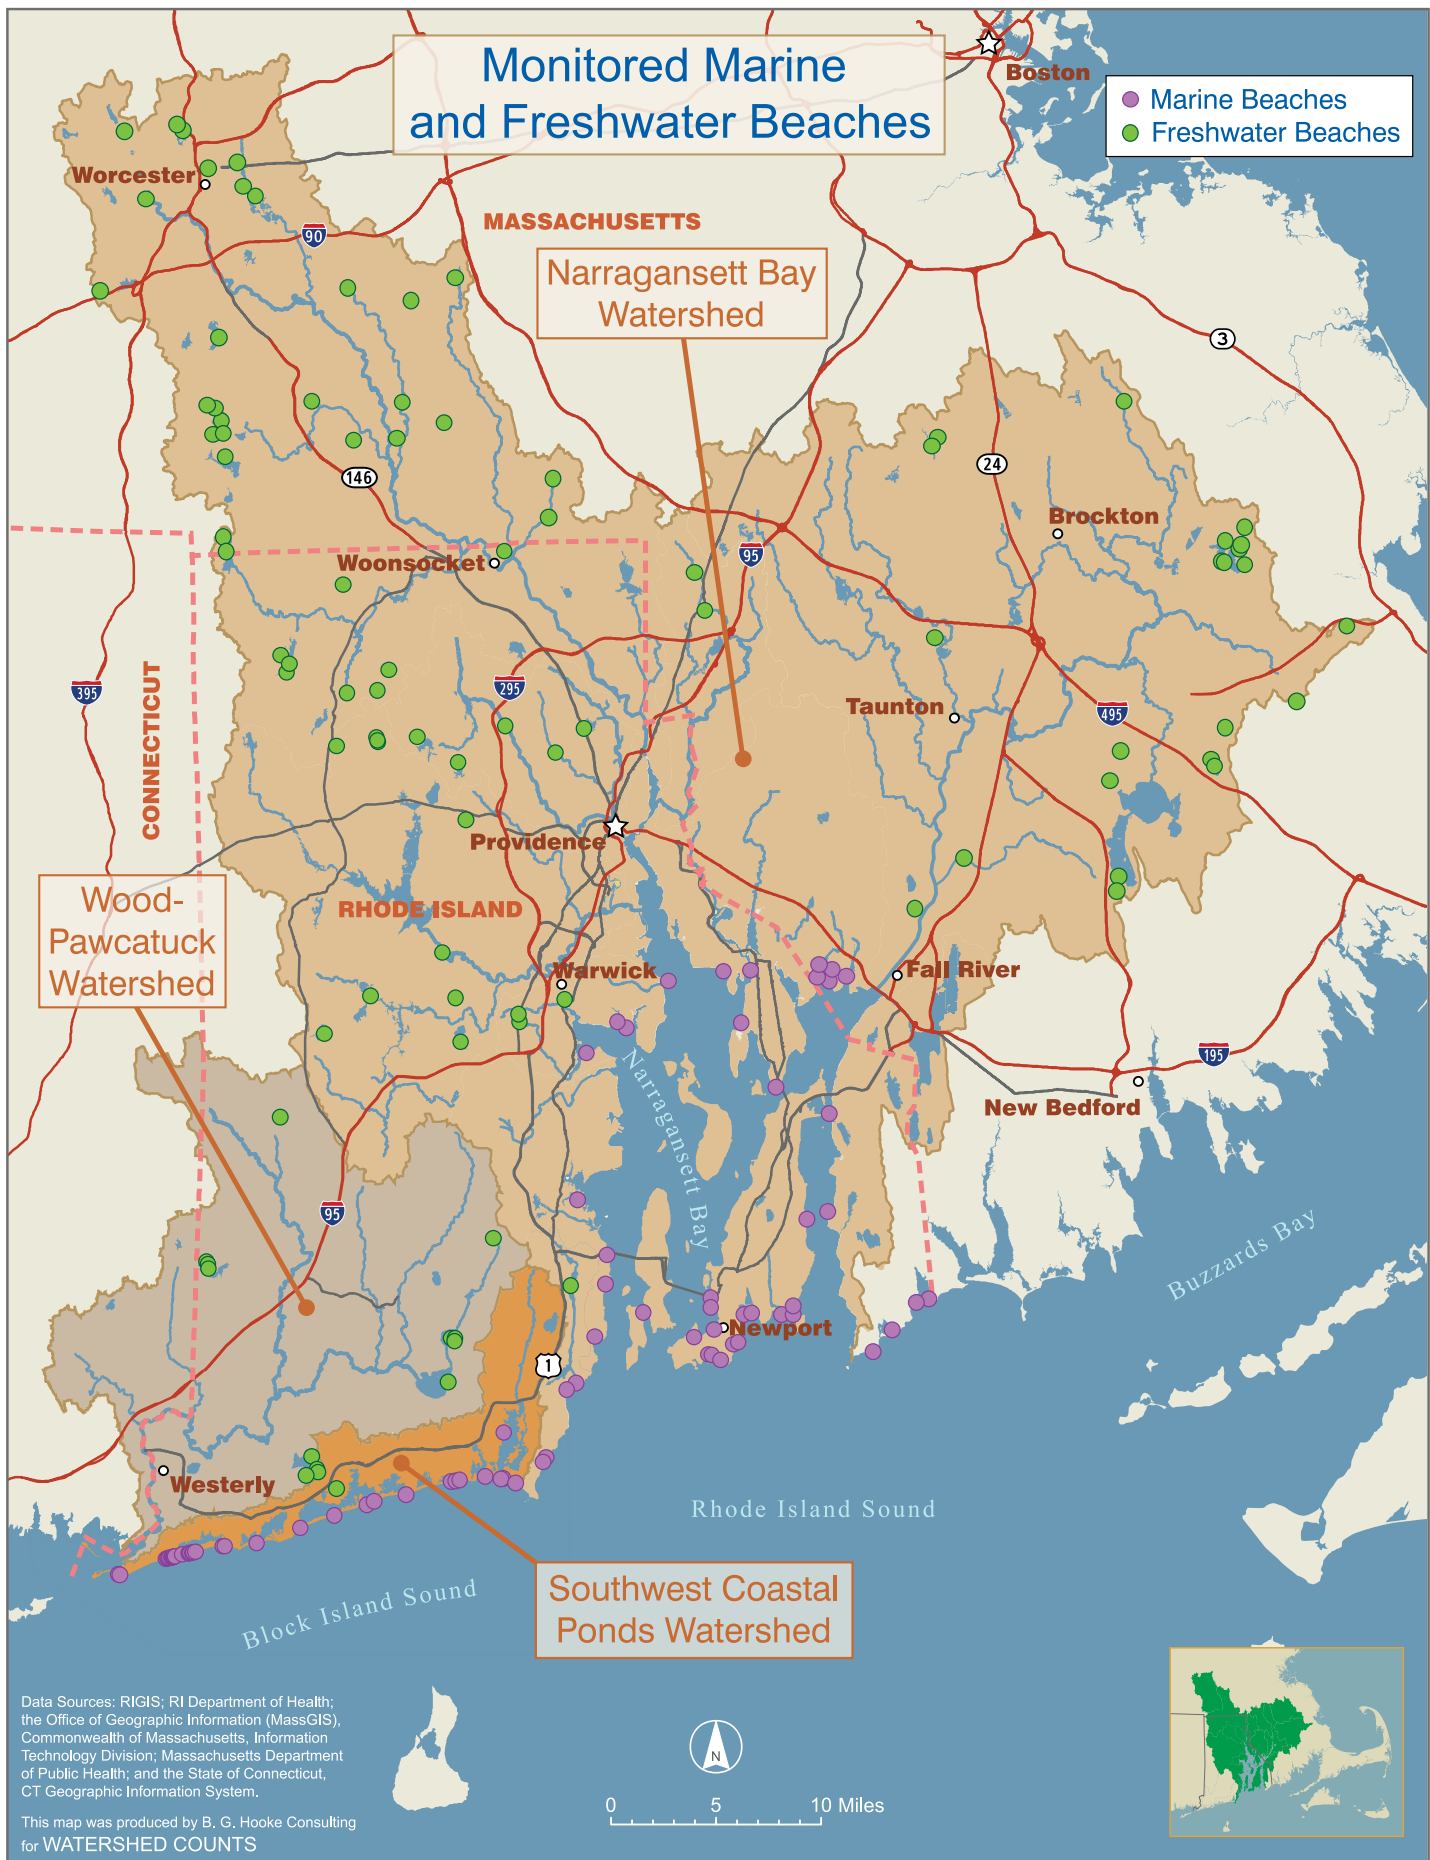 Monitored Marine
and Freshwater Beaches
Boston
Marine Beaches
Freshwater Beaches
Worcester
MASSACHUSETTS
90
Narragansett Bay
Watershed
3
24
146
Brockton
95
Woonsocket
CONNECTICUT
395
295
Taunton
495
Providence
Wood-
Pawcatuck
Watershed
RHODE ISLAND
Warwick
Fall River
195
New Bedford
Narragansett Bay
95
Buzzards Bay
Newport
1
Westerly
Rhode Island Sound
Southwest Coastal
Ponds Watershed
Block Island Sound
Data Sources: RIGIS; RI Department of Health;
the Office of Geographic Information (MassGIS),
Commonwealth of Massachusetts, Information
Technology Division; Massachusetts Department
of Public Health; and the State of Connecticut,
CT Geographic Information System.
This map was produced by B. G. Hooke Consulting
for WATERSHED COUNTS
N
0 5 10 Miles